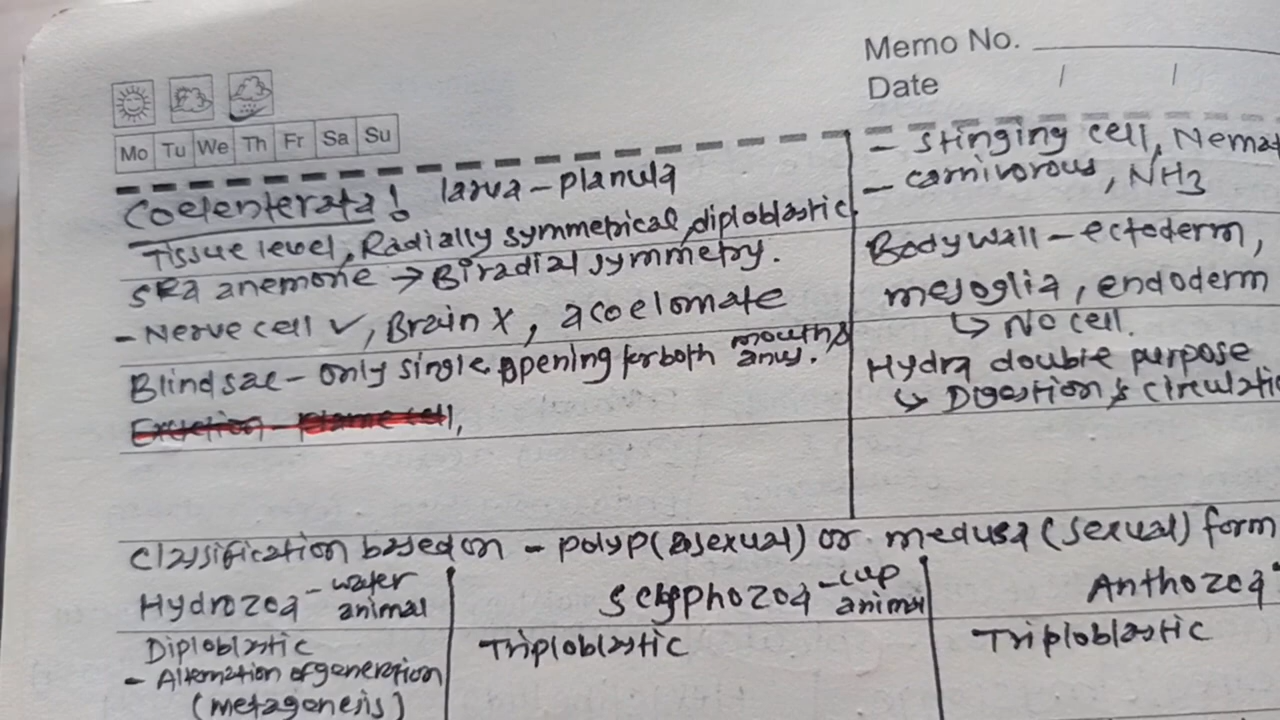 Memo No.
Date / /
Mo Tu We Th Fr Sa Su
Coelenterata! larva - planula
Tissue level, Radially symmetrical, diploblastic
Sea anemone → Biradial symmetry.
- Nerve cell ✓, Brain X, acoelomate
Blind sac - only single opening for both mouth &
anus.
Excretion - Flame cell,
- stinging cell, Nemat
- carnivorous, NH3
Body wall - ectoderm,
mesoglia, endoderm
↳ No cell.
Hydra double purpose
↳ Digestion & circulatio
Classification based on - polyp (asexual) or medusa (sexual) form
Hydrozoa - water
animal
Scyphozoa - cup
animal
Anthozoa
Diploblastic
- Alternation of generation
(metagenesis)
Triploblastic
Triploblastic